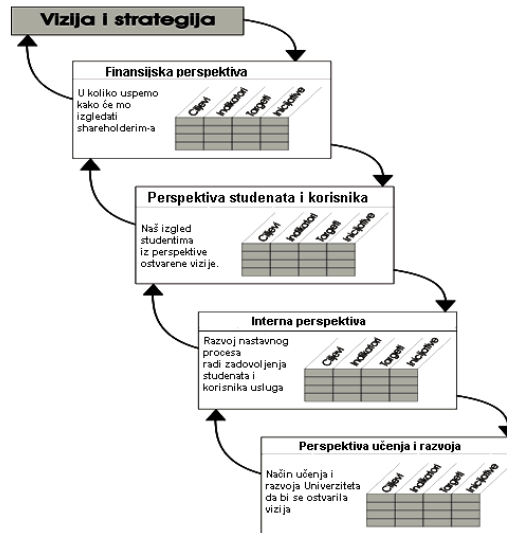 Vizija i strategija
Finansijska perspektiva
U koliko uspemo
kako će mo
izgledati
shareholderim-a
Ciljevi
Indikatori
Targeti
Inicijative
Perspektiva studenata i korisnika
Naš izgled
studentima
iz perspektive
ostvarene vizije.
Ciljevi
Indikatori
Targeti
Inicijative
Interna perspektiva
Razvoj nastavnog
procesa
radi zadovoljenja
studenata i
korisnika usluga
Ciljevi
Indikatori
Targeti
Inicijative
Perspektiva učenja i razvoja
Način učenja i
razvoja Univerziteta
da bi se ostvarila
vizija
Ciljevi
Indikatori
Targeti
Inicijative